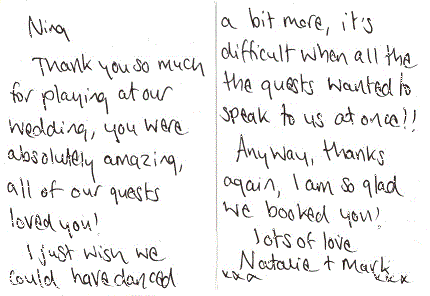 Nina
Thank you so much
for playing at our
wedding, you were
absolutely amazing,
all of our guests
loved you!
I just wish we
could have danced
a bit more, it's
difficult when all the
the guests wanted to
speak to us at once!!
Anyway, thanks
again, I am so glad
we booked you!
lots of love
Natalie + Mark
xxx xxx